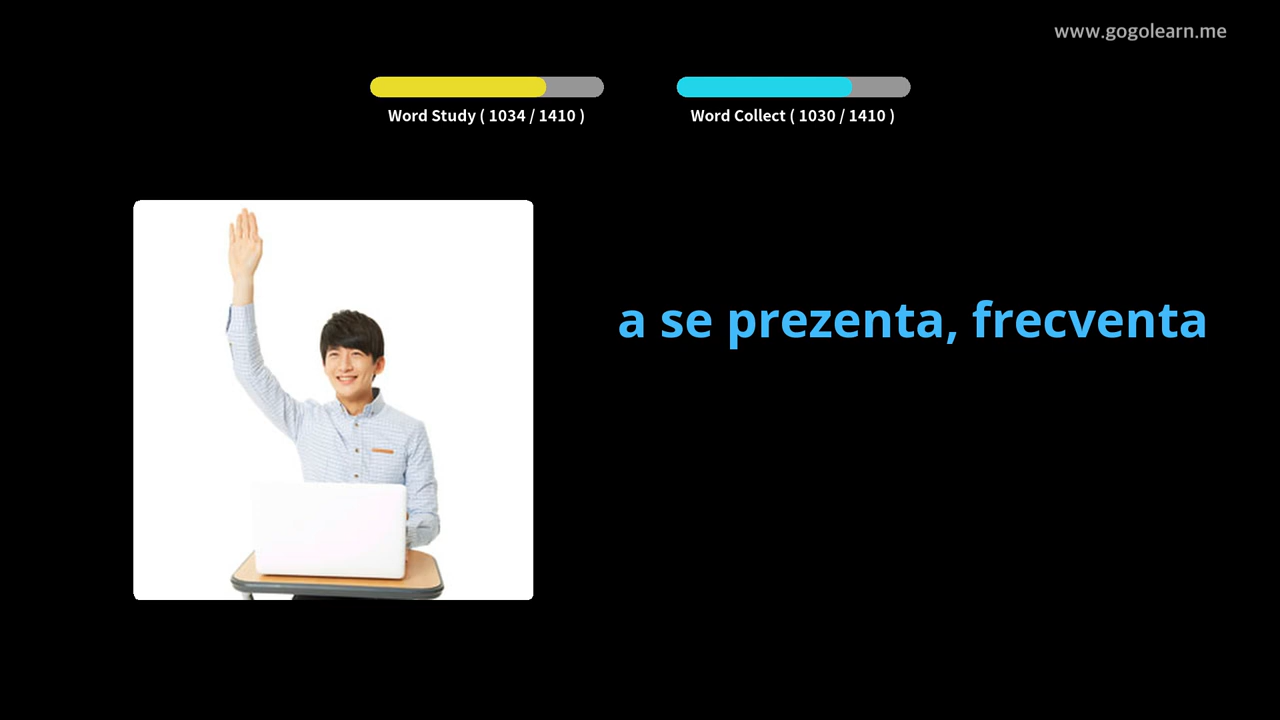 www.gogolearn.me
Word Study ( 1034 / 1410 )
Word Collect ( 1030 / 1410 )
a se prezenta, frecventa